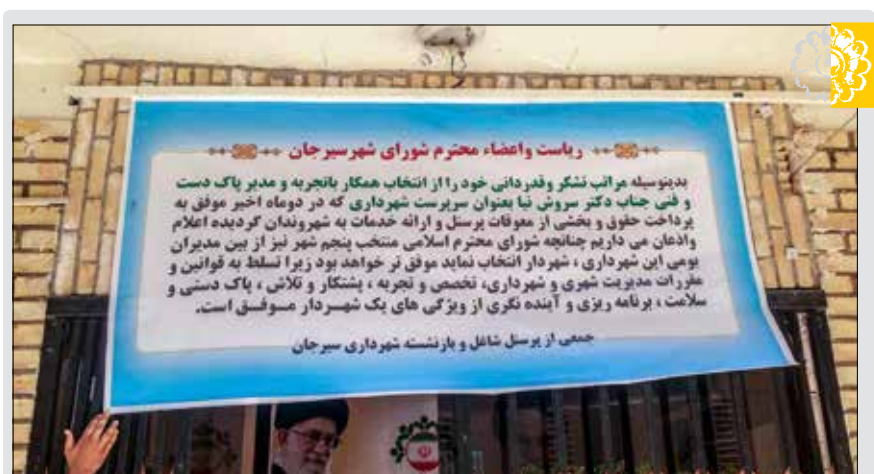 ریاست واعضاء محترم شورای شهرسیرجان
بدینوسیله مراتب تشکر وقدردانی خود را از انتخاب همکار باتجربه و مدیر پاک دست
و فنی جناب دکتر سروش نیا بعنوان سرپرست شهرداری که در دوماه اخیر موفق به
پرداخت حقوق و بخشی از معوقات پرسنل و ارائه خدمات به شهروندان گردیده اعلام
واذعان می داریم چنانچه شورای محترم اسلامی منتخب پنجم شهر نیز از بین مدیران
بومی این شهرداری ، شهردار انتخاب نماید موفق تر خواهد بود زیرا تسلط به قوانین و
مقررات مدیریت شهری و شهرداری، تخصص و تجربه ، پشتکار و تلاش ، پاک دستی و
سلامت ، برنامه ریزی و آینده نگری از ویژگی های یک شهردار موفق است.
جمعی از پرسنل شاغل و بازنشسته شهرداری سیرجان